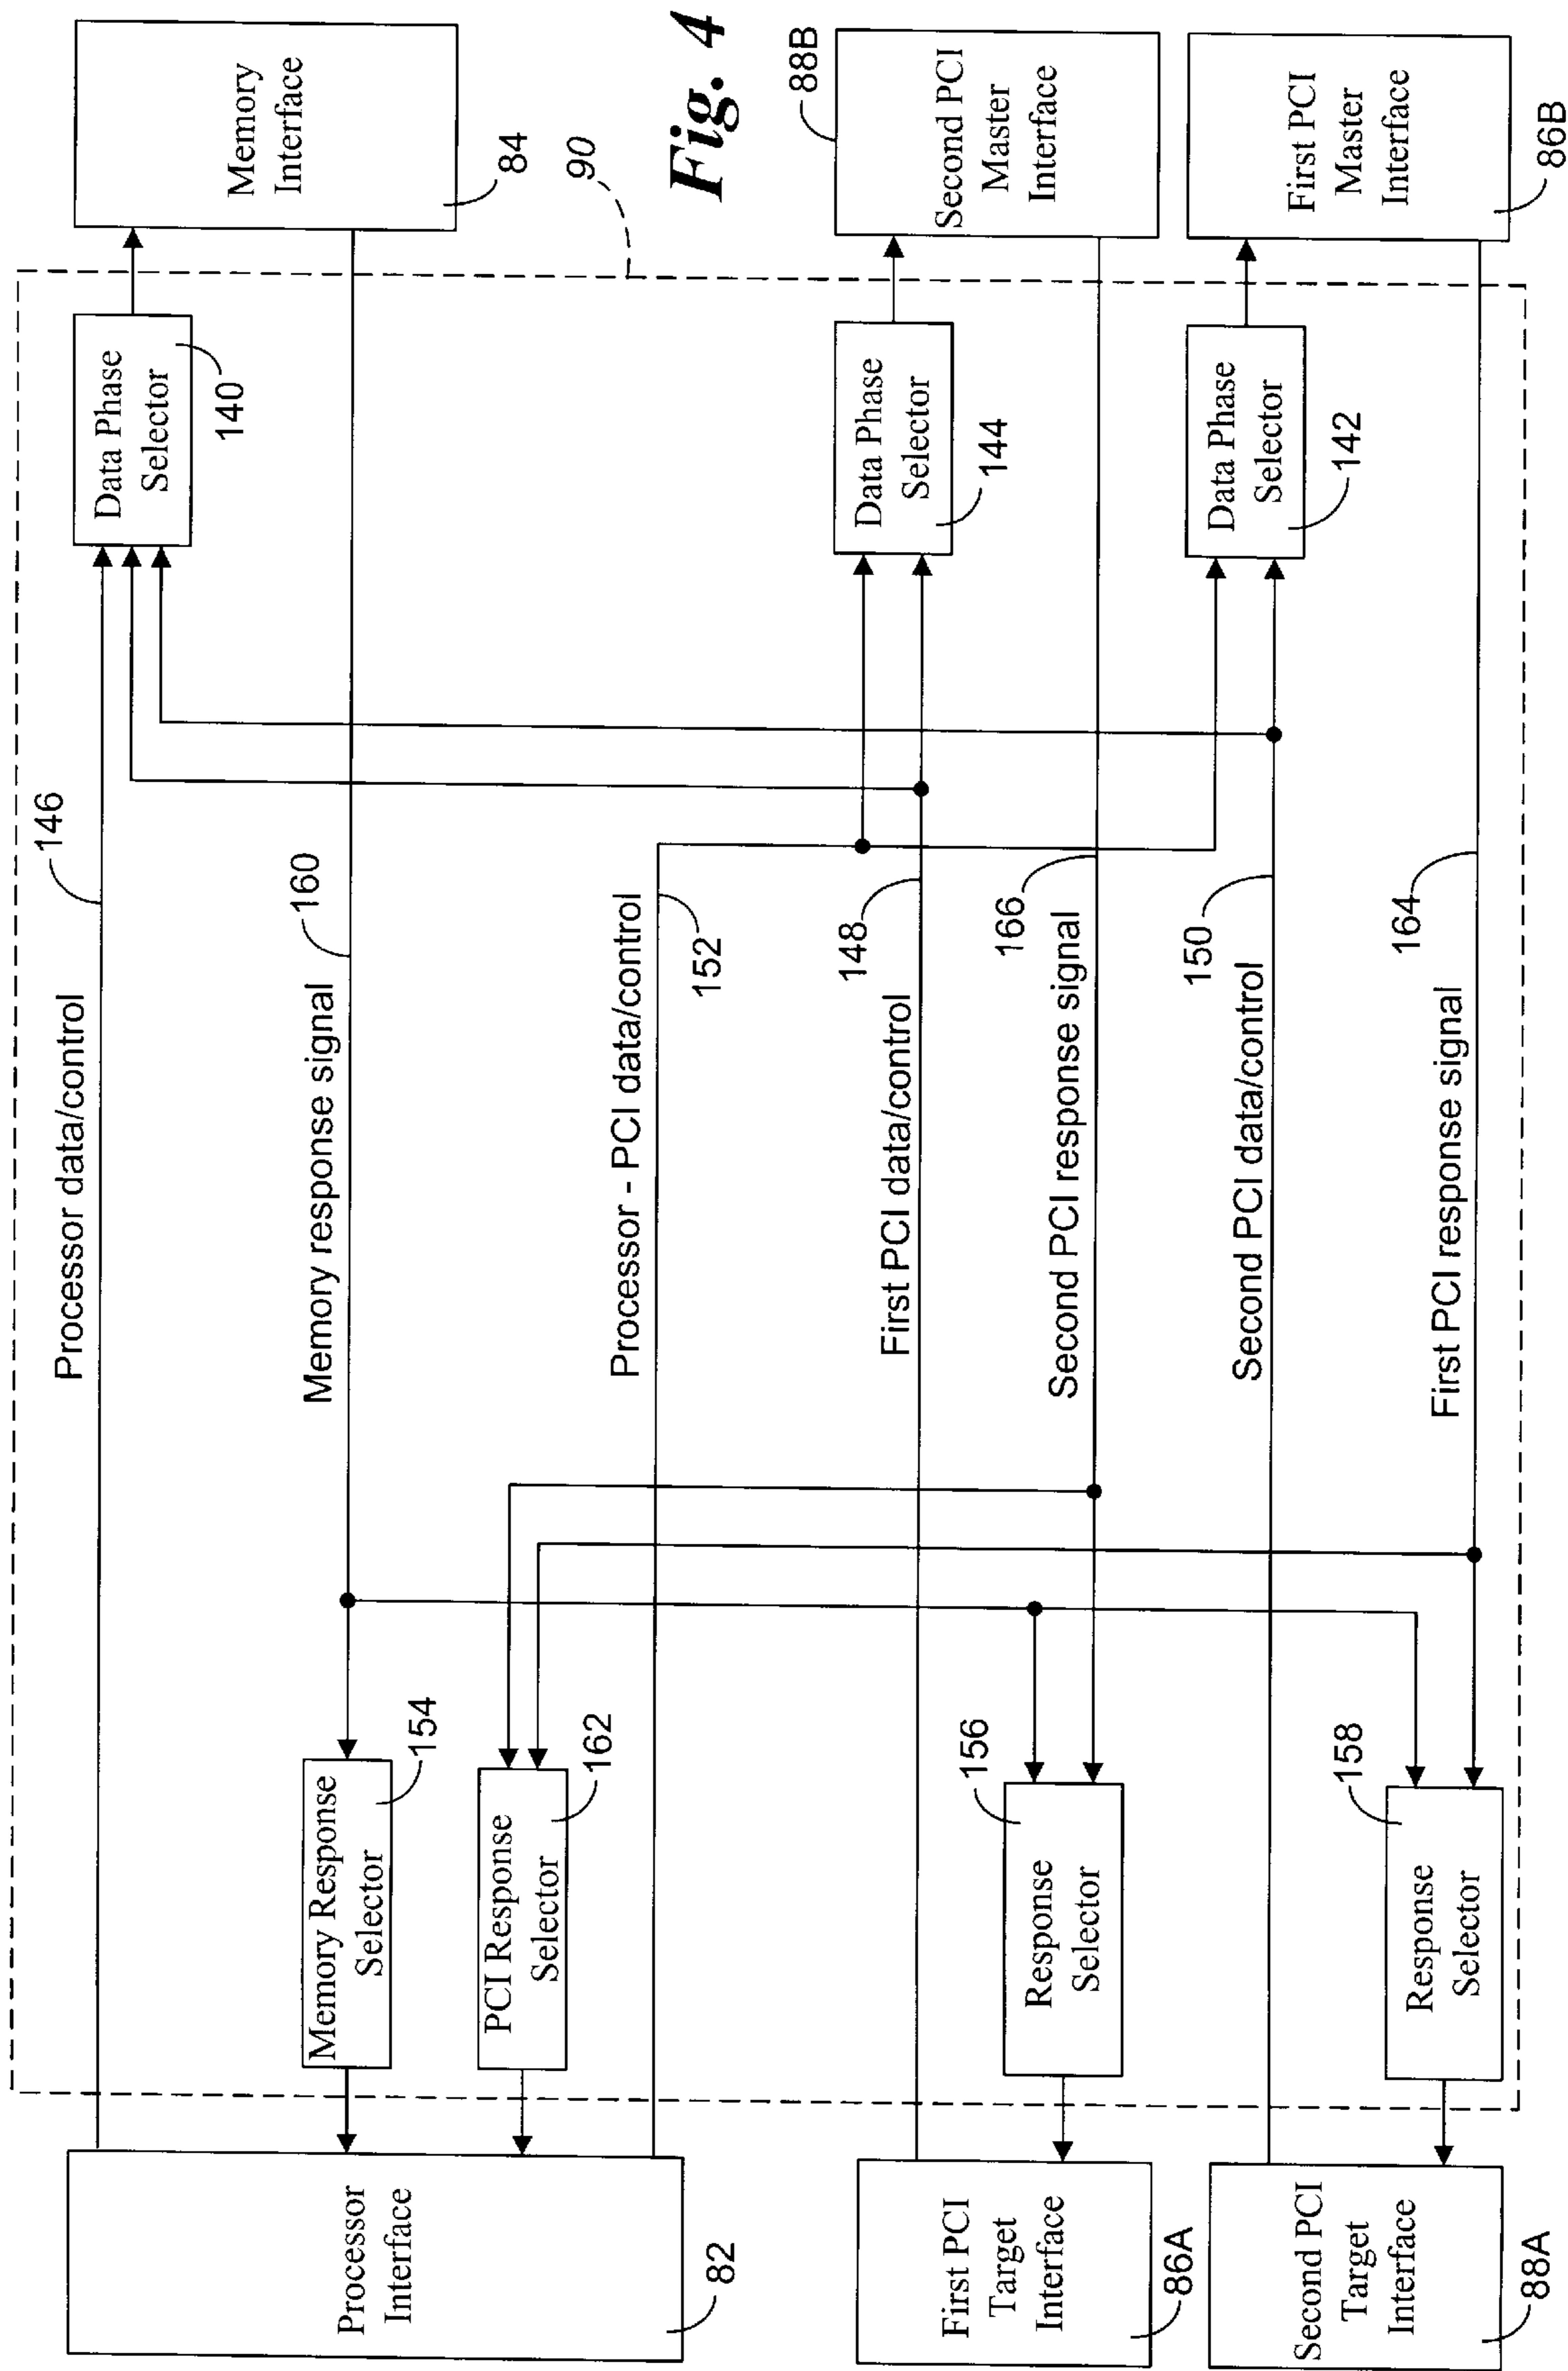 Processor
Interface
82
First PCI
Target
Interface
86A
Second PCI
Target
Interface
88A
Memory Response
Selector
154
PCI Response
Selector
162
Response
Selector
156
Response
Selector
158
Processor data/control
146
Memory response signal
160
Processor - PCI data/control
152
First PCI data/control
148
Second PCI response signal
166
Second PCI data/control
150
First PCI response signal
164
Data Phase
Selector
140
Data Phase
Selector
144
Data Phase
Selector
142
90
Memory
Interface
84
Second PCI
Master
Interface
88B
First PCI
Master
Interface
86B
Fig. 4